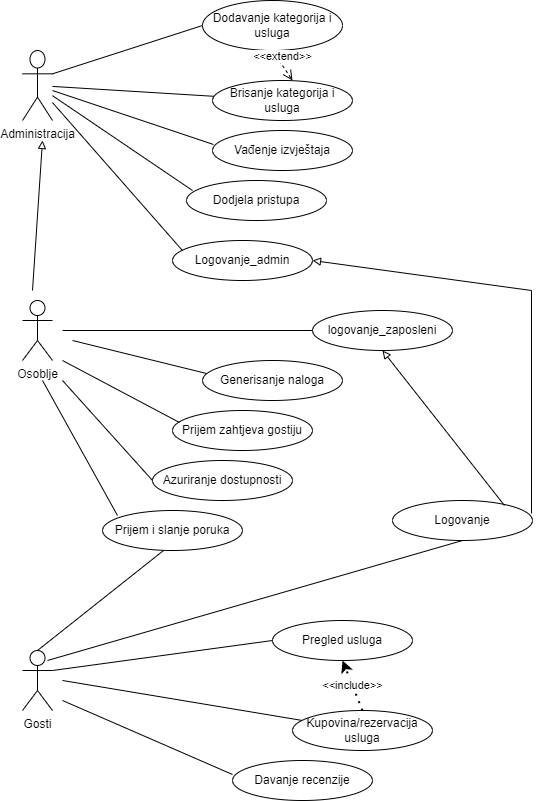 Dodavanje kategorija i
usluga
<<extend>>
Brisanje kategorija i
usluga
Administracija
Vađenje izvještaja
Dodjela pristupa
Logovanje_admin
logovanje_zaposleni
Osoblje
Generisanje naloga
Prijem zahtjeva gostiju
Azuriranje dostupnosti
Prijem i slanje poruka
Logovanje
Pregled usluga
<<include>>
Gosti
Kupovina/rezervacija
usluga
Davanje recenzije